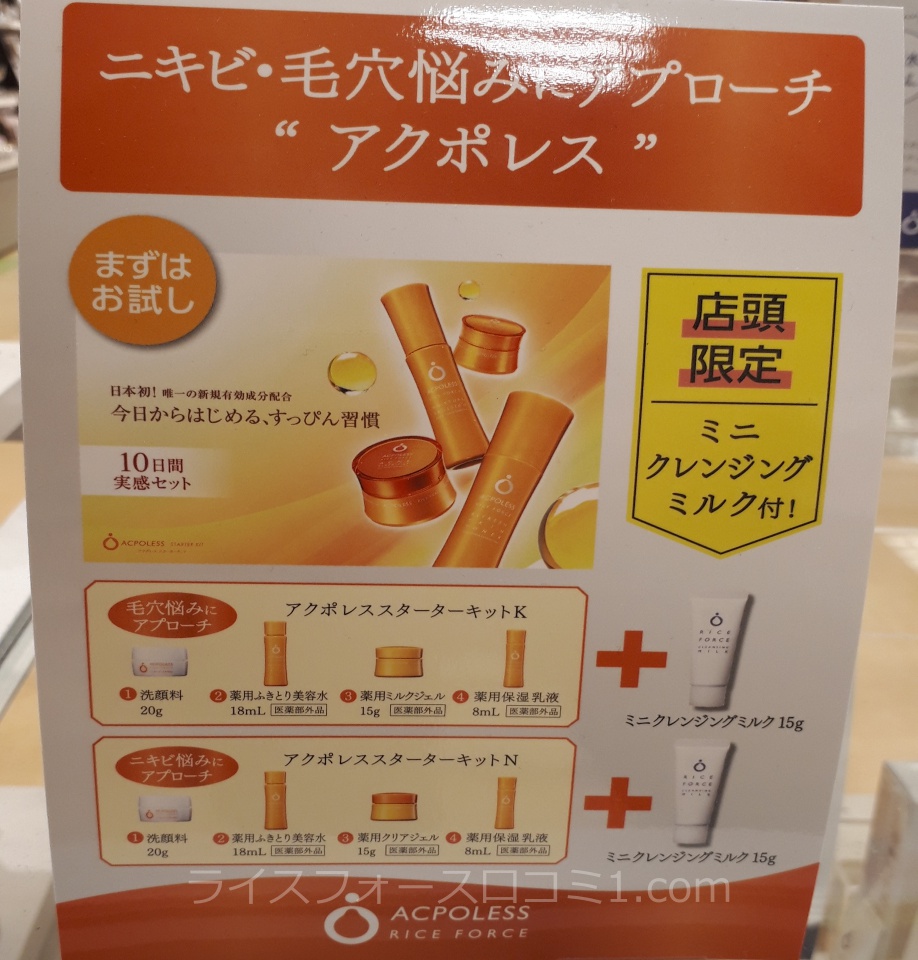 ニキビ・毛穴悩みにアプローチ
“ アクポレス ”
まずは
お試し
日本初！唯一の新規有効成分配合
今日からはじめる、すっぴん習慣
10日間
実感セット
ACPOLESS STARTER SET
ACPOLESS
ACPOLESS
店頭
限定
ミニ
クレンジング
ミルク付！
毛穴悩みに
アプローチ
アクポレススターターキットK
1 洗顔料
20g
2 薬用ふきとり美容水
18mL 医薬部外品
3 薬用ミルクジェル
15g 医薬部外品
4 薬用保湿乳液
8mL 医薬部外品
RICE
FORCE
CLEANSING
MILK
ミニクレンジングミルク 15g
ニキビ悩みに
アプローチ
アクポレススターターキットN
1 洗顔料
20g
2 薬用ふきとり美容水
18mL 医薬部外品
3 薬用クリアジェル
15g 医薬部外品
4 薬用保湿乳液
8mL 医薬部外品
RICE
FORCE
CLEANSING
MILK
ミニクレンジングミルク 15g
ライスフォース口コミ1.com
ACPOLESS
RICE FORCE